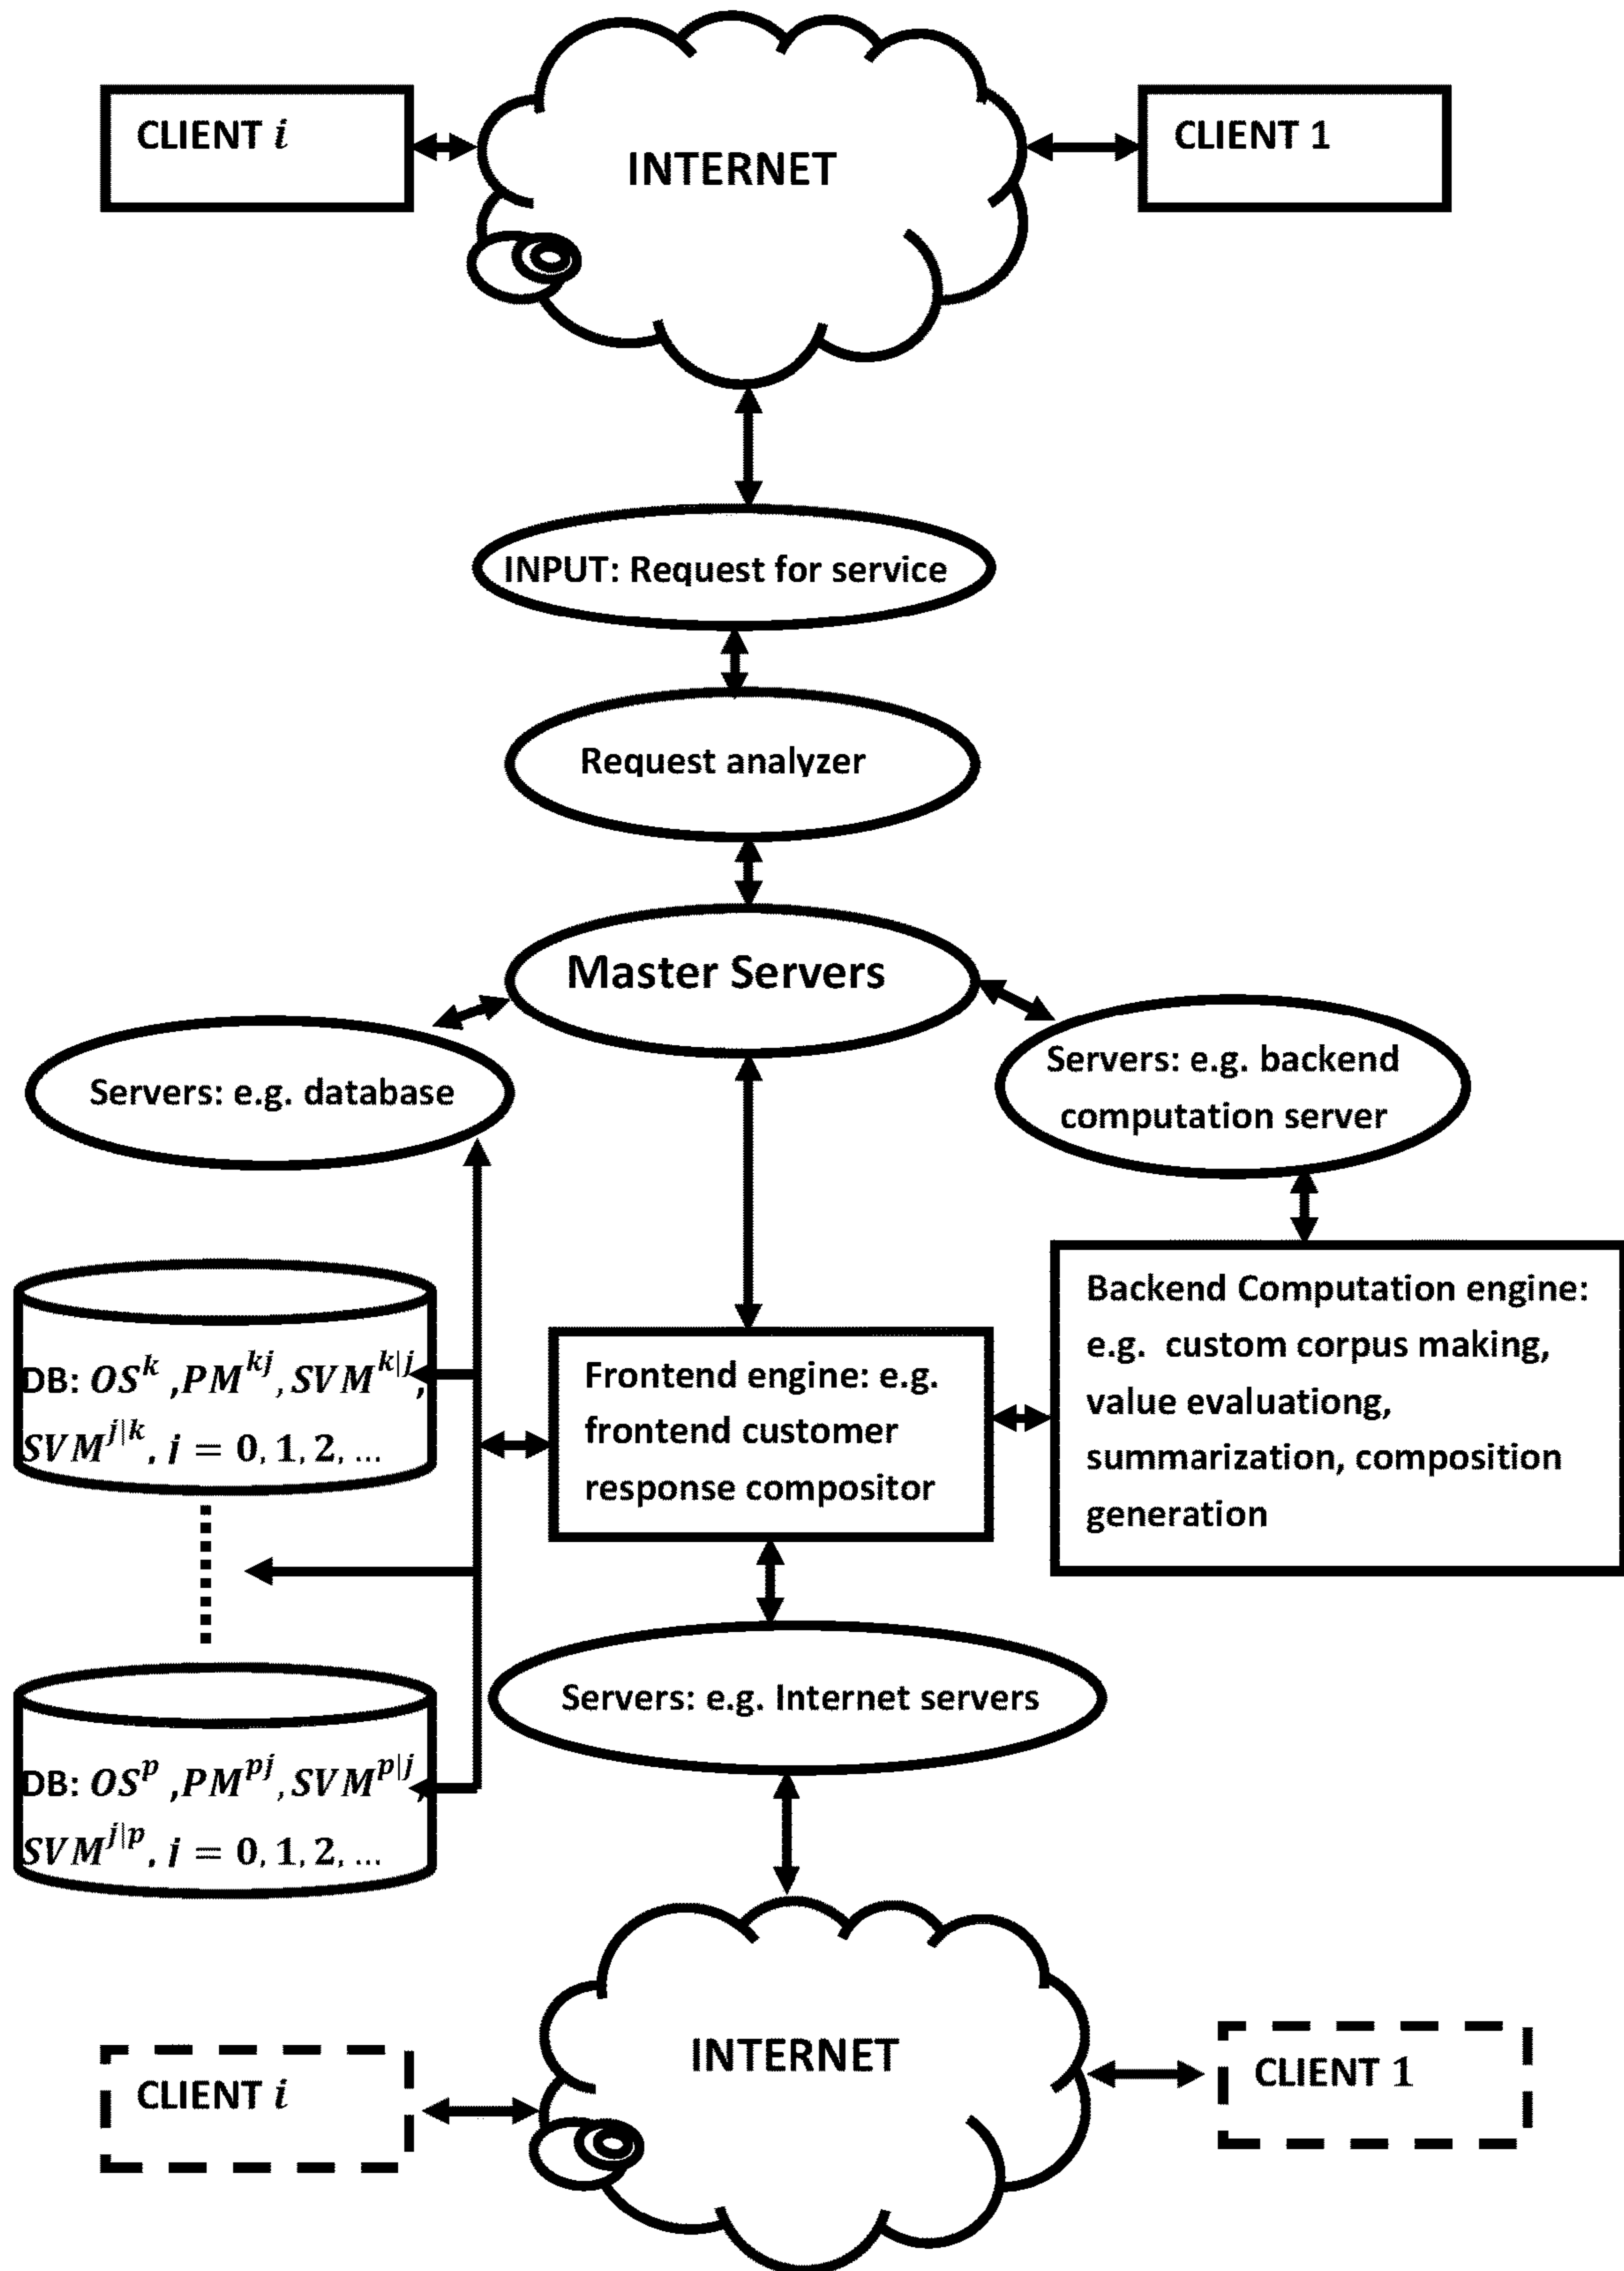 CLIENT i
INTERNET
CLIENT 1
INPUT: Request for service
Request analyzer
Master Servers
Servers: e.g. database
Servers: e.g. backend
computation server
DB: OS^k ,PM^{kj}, SVM^{k|j},
SVM^{j|k}, j = 0, 1, 2, ...
Frontend engine: e.g.
frontend customer
response compositor
Backend Computation engine:
e.g. custom corpus making,
value evaluationg,
summarization, composition
generation
Servers: e.g. Internet servers
DB: OS^p ,PM^{pj}, SVM^{p|j},
SVM^{j|p}, j = 0, 1, 2, ...
INTERNET
CLIENT i
CLIENT 1